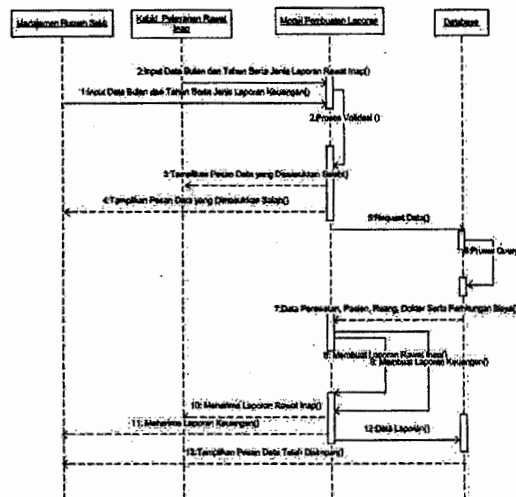 Manajemen Rumah Sakit
Kabid Pelayanan Rawat Inap
Modul Pembuatan Laporan
Database
2:Input Data Bulan dan Tahun Serta Jenis Laporan Rawat Inap()
1:Input Data Bulan dan Tahun Serta Jenis Laporan Keuangan()
2.Proses Validasi ()
3:Tampilkan Pesan Data yang Dimasukkan Salah()
4:Tampilkan Pesan Data yang Dimasukkan Salah()
5:Request Data()
6:Proses Query
7:Data Perawatan, Pasien, Ruang, Dokter Serta Perhitungan Biaya()
8: Membuat Laporan Rawat Inap()
9: Membuat Laporan Keuangan()
10: Menerima Laporan Rawat Inap()
11: Menerima Laporan Keuangan()
12:Data Laporan()
13:Tampilkan Pesan Data Telah Disimpan()